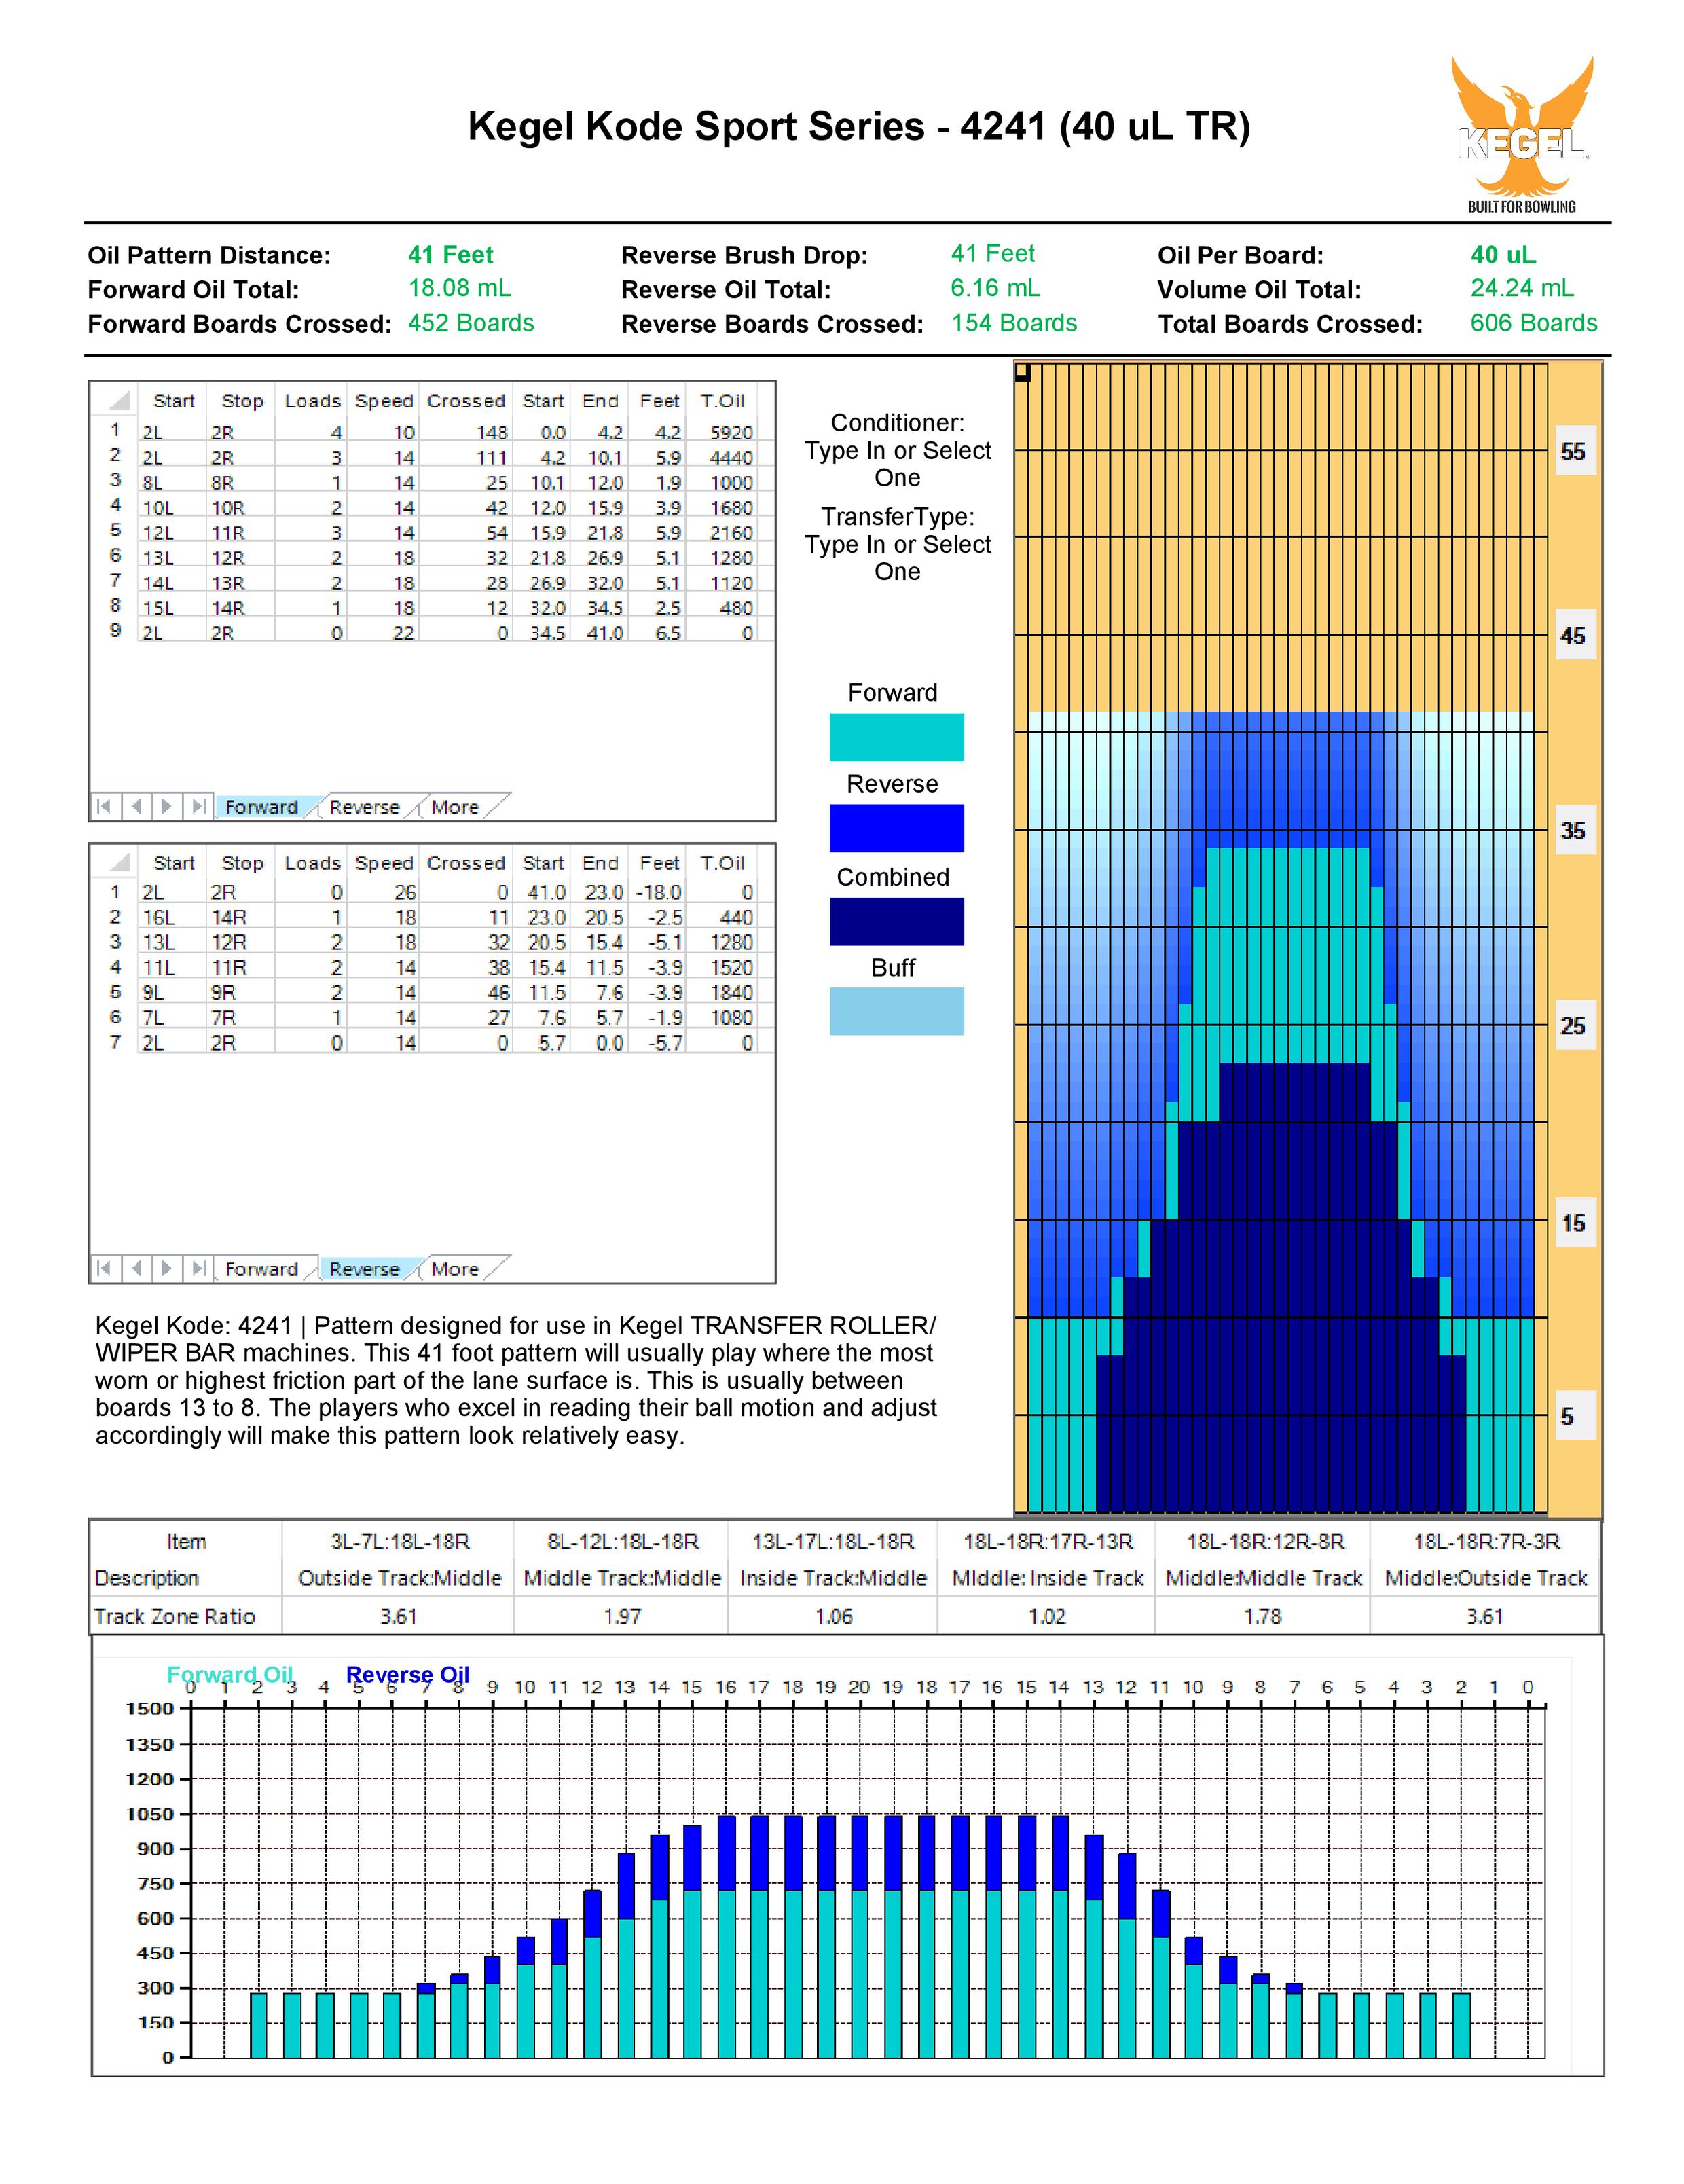 Kegel Kode Sport Series - 4241 (40 uL TR)
KEGEL
BUILT FOR BOWLING
Oil Pattern Distance: 41 Feet Reverse Brush Drop: 41 Feet Oil Per Board: 40 uL
Forward Oil Total: 18.08 mL Reverse Oil Total: 6.16 mL Volume Oil Total: 24.24 mL
Forward Boards Crossed: 452 Boards Reverse Boards Crossed: 154 Boards Total Boards Crossed: 606 Boards
Start Stop Loads Speed Crossed Start End Feet T.Oil
1 2L 2R 4 10 148 0.0 4.2 4.2 5920
2 2L 2R 3 14 111 4.2 10.1 5.9 4440
3 8L 8R 1 14 25 10.1 12.0 1.9 1000
4 10L 10R 2 14 42 12.0 15.9 3.9 1680
5 12L 11R 3 14 54 15.9 21.8 5.9 2160
6 13L 12R 2 18 32 21.8 26.9 5.1 1280
7 14L 13R 2 18 28 26.9 32.0 5.1 1120
8 15L 14R 1 18 12 32.0 34.5 2.5 480
9 2L 2R 0 22 0 34.5 41.0 6.5 0
Forward Reverse More
Start Stop Loads Speed Crossed Start End Feet T.Oil
1 2L 2R 0 26 0 41.0 23.0 -18.0 0
2 16L 14R 1 18 11 23.0 20.5 -2.5 440
3 13L 12R 2 18 32 20.5 15.4 -5.1 1280
4 11L 11R 2 14 38 15.4 11.5 -3.9 1520
5 9L 9R 2 14 46 11.5 7.6 -3.9 1840
6 7L 7R 1 14 27 7.6 5.7 -1.9 1080
7 2L 2R 0 14 0 5.7 0.0 -5.7 0
Forward Reverse More
Conditioner:
Type In or Select
One
TransferType:
Type In or Select
One
Forward
Reverse
Combined
Buff
55
45
35
25
15
5
Kegel Kode: 4241 | Pattern designed for use in Kegel TRANSFER ROLLER/
WIPER BAR machines. This 41 foot pattern will usually play where the most
worn or highest friction part of the lane surface is. This is usually between
boards 13 to 8. The players who excel in reading their ball motion and adjust
accordingly will make this pattern look relatively easy.
Item 3L-7L:18L-18R 8L-12L:18L-18R 13L-17L:18L-18R 18L-18R:17R-13R 18L-18R:12R-8R 18L-18R:7R-3R
Description Outside Track:Middle Middle Track:Middle Inside Track:Middle MIddle: Inside Track Middle:Middle Track Middle:Outside Track
Track Zone Ratio 3.61 1.97 1.06 1.02 1.78 3.61
Forward Oil Reverse Oil
0 1 2 3 4 5 6 7 8 9 10 11 12 13 14 15 16 17 18 19 20 19 18 17 16 15 14 13 12 11 10 9 8 7 6 5 4 3 2 1 0
1500
1350
1200
1050
900
750
600
450
300
150
0